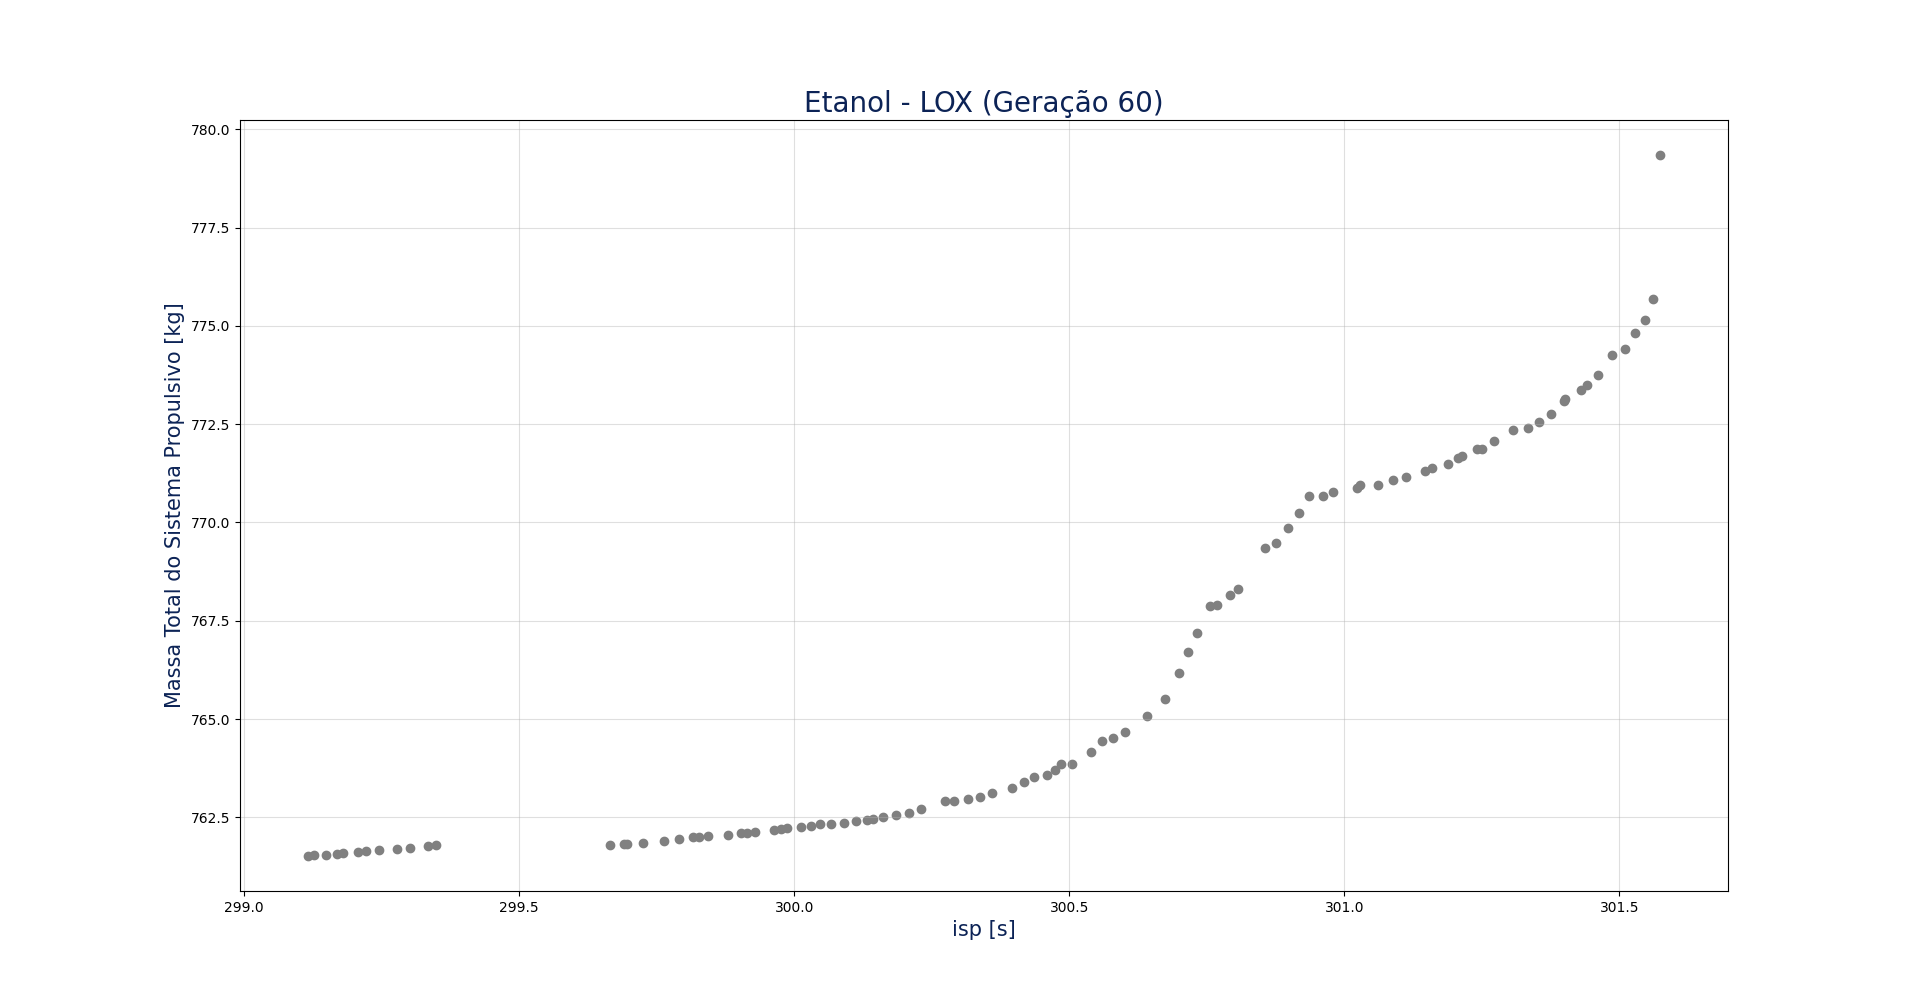 Etanol - LOX (Geração 60)
Massa Total do Sistema Propulsivo [kg]
780.0
777.5
775.0
772.5
770.0
767.5
765.0
762.5
299.0 299.5 300.0 300.5 301.0 301.5
isp [s]